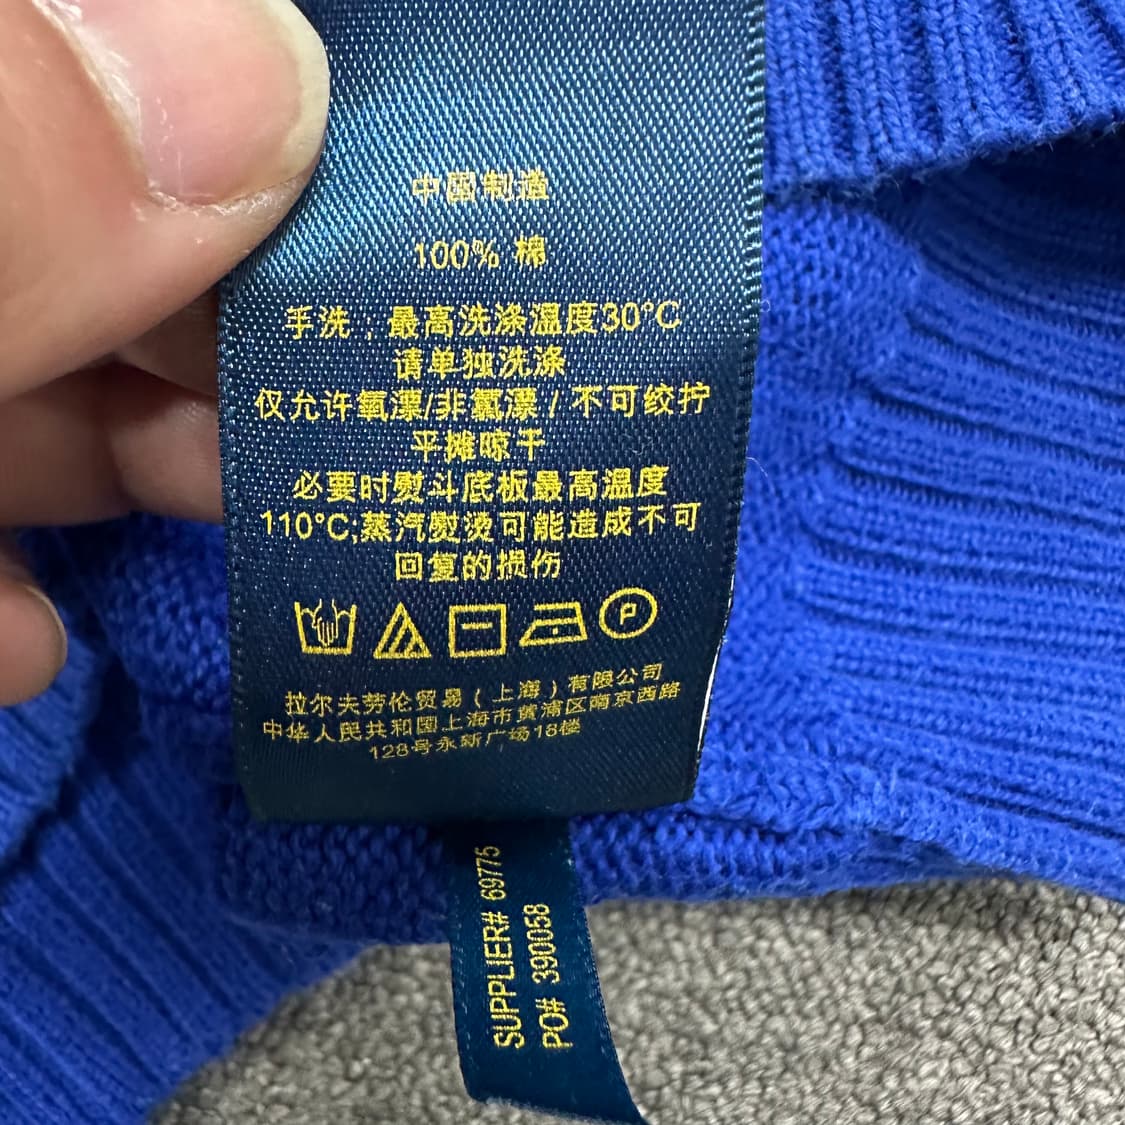 中国制造
100% 棉
手洗；最高洗涤温度30°C
请单独洗涤
仅允许氧漂/非氯漂 / 不可绞拧
平摊晾干
必要时熨斗底板最高温度
110°C;蒸汽熨烫可能造成不可
回复的损伤
P
拉尔夫劳伦贸易(上海)有限公司
中华人民共和国上海市黄浦区南京西路
128号永新广场18楼
SUPPLIER# 69775
PO# 390058